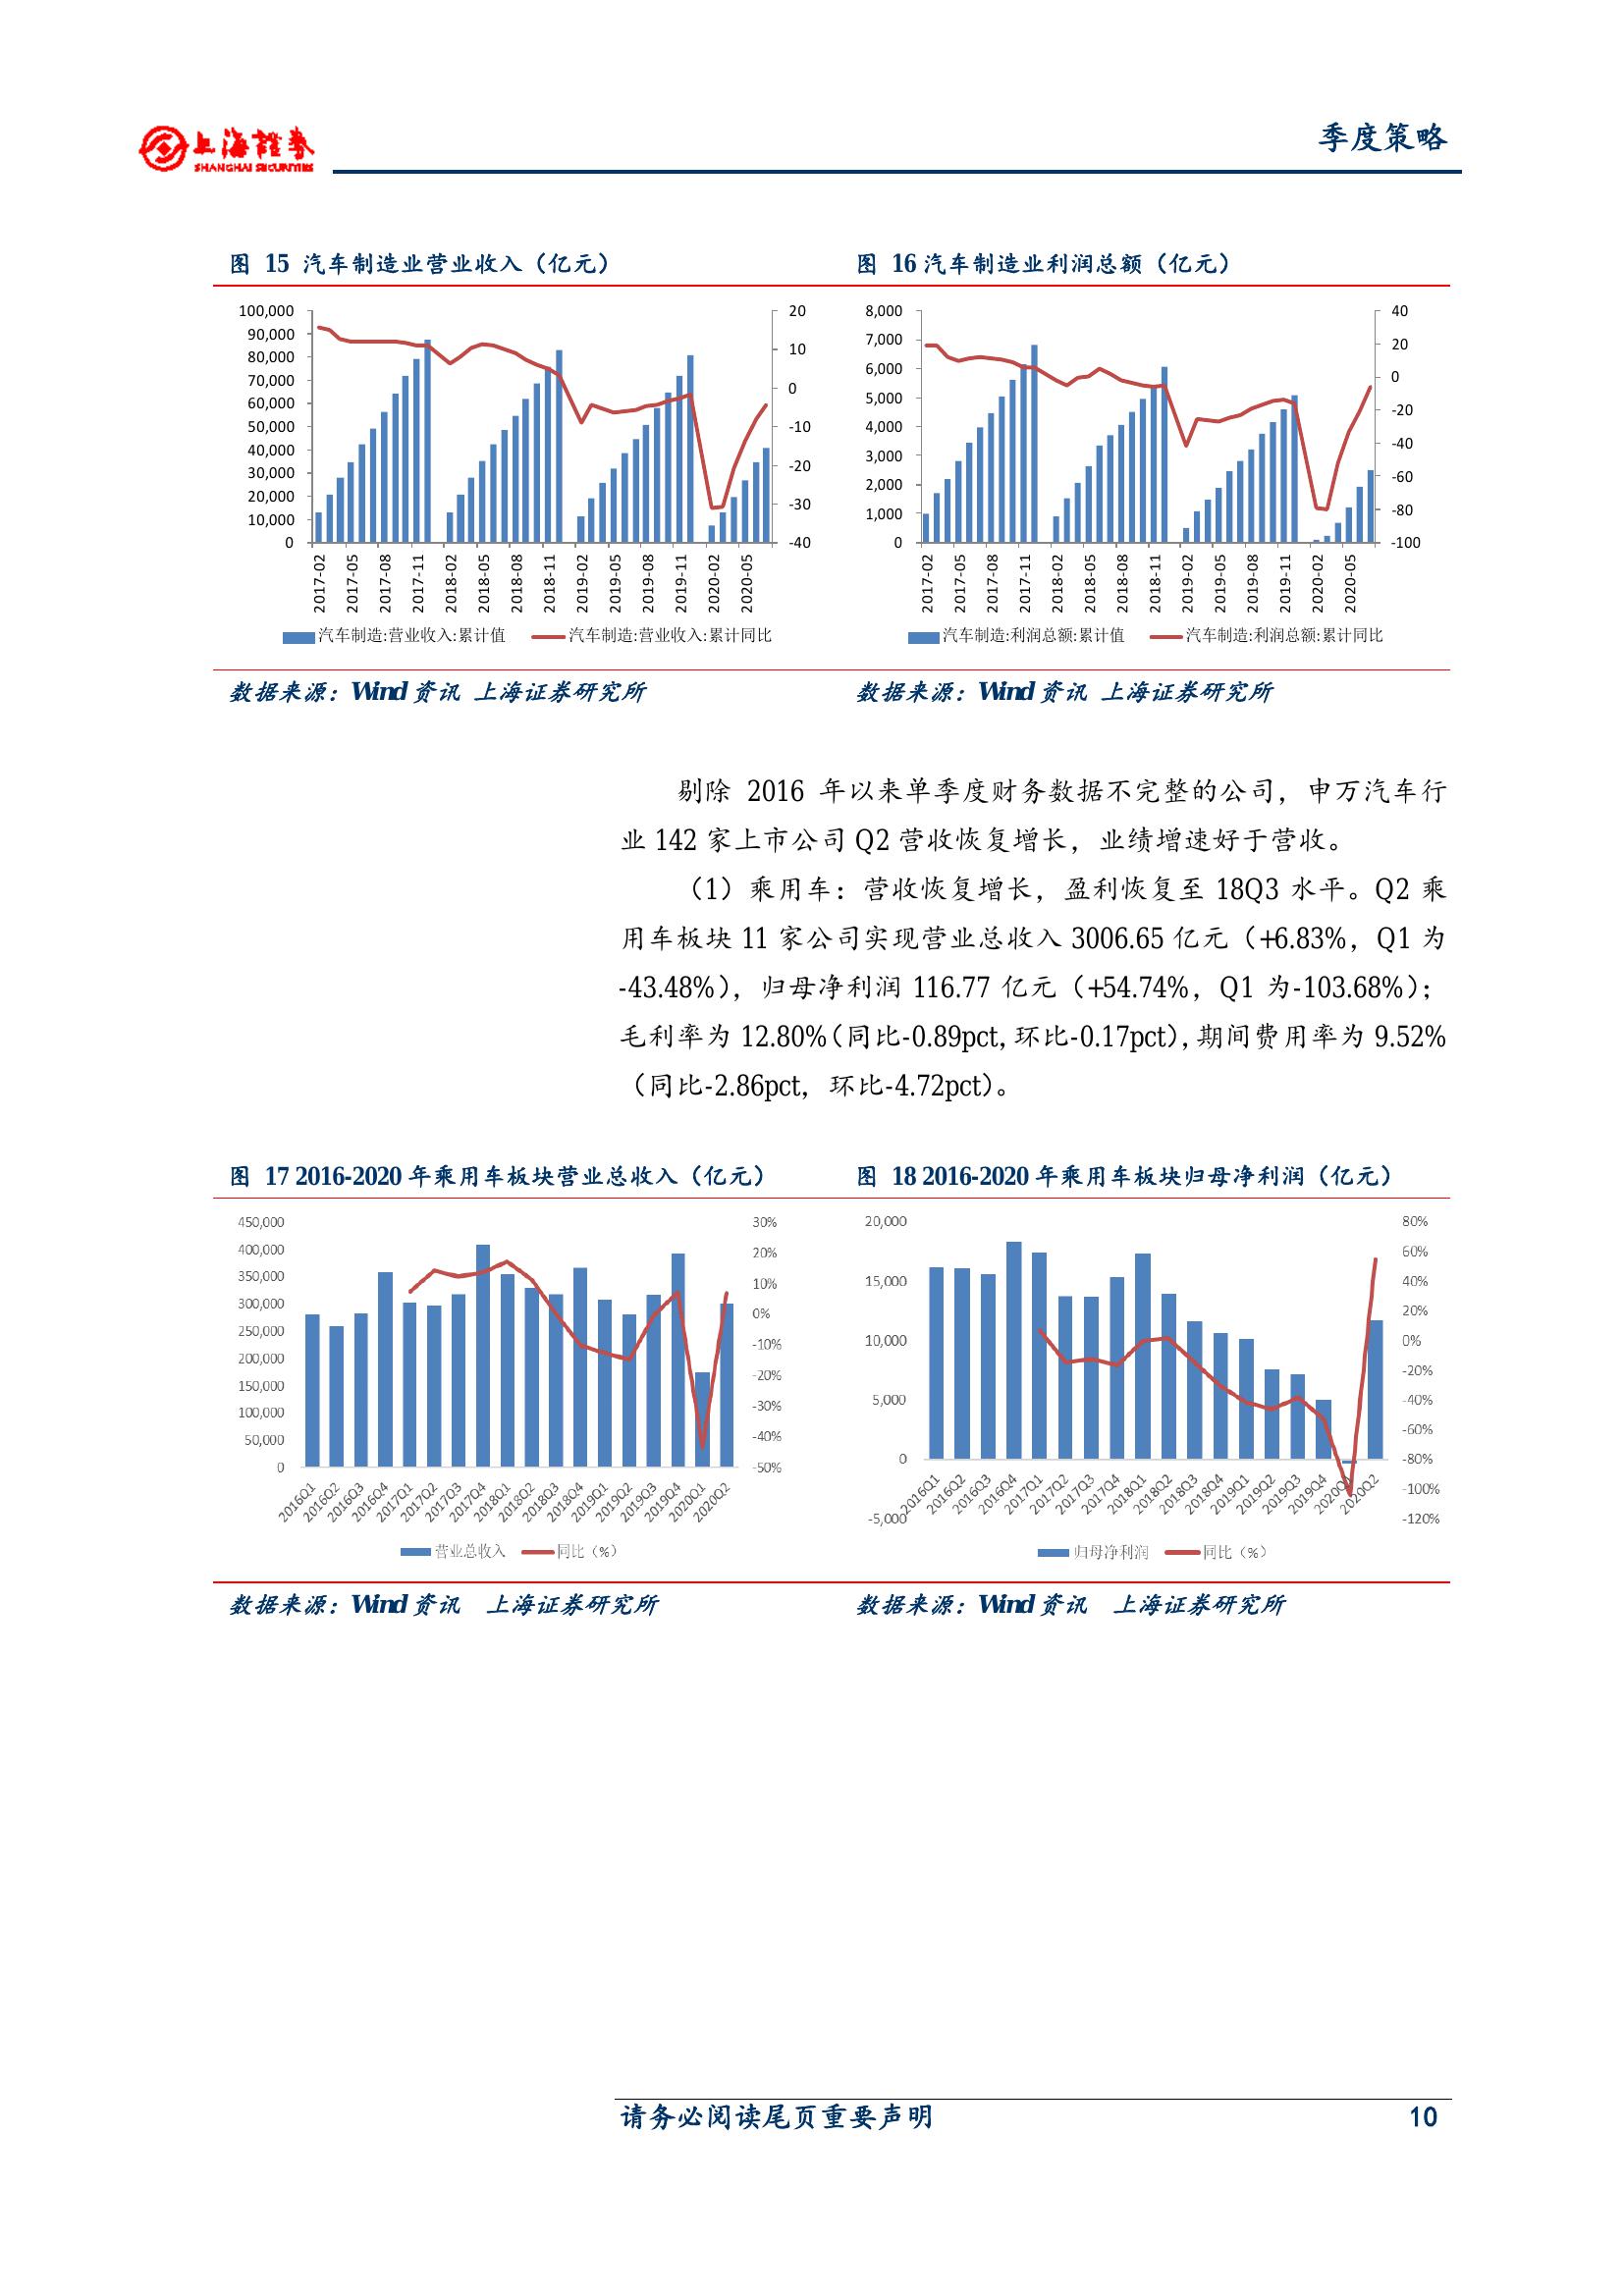 上海證券
SHANGHAI SECURITIES
季度策略
图 15 汽车制造业营业收入（亿元）
100,000
90,000
80,000
70,000
60,000
50,000
40,000
30,000
20,000
10,000
0
20
10
0
-10
-20
-30
-40
2017-02
2017-05
2017-08
2017-11
2018-02
2018-05
2018-08
2018-11
2019-02
2019-05
2019-08
2019-11
2020-02
2020-05
汽车制造:营业收入:累计值
汽车制造:营业收入:累计同比
图 16 汽车制造业利润总额（亿元）
8,000
7,000
6,000
5,000
4,000
3,000
2,000
1,000
0
40
20
0
-20
-40
-60
-80
-100
2017-02
2017-05
2017-08
2017-11
2018-02
2018-05
2018-08
2018-11
2019-02
2019-05
2019-08
2019-11
2020-02
2020-05
汽车制造:利润总额:累计值
汽车制造:利润总额:累计同比
数据来源：Wind 资讯 上海证券研究所
数据来源：Wind 资讯 上海证券研究所
剔除 2016 年以来单季度财务数据不完整的公司，申万汽车行
业 142 家上市公司 Q2 营收恢复增长，业绩增速好于营收。
（1）乘用车：营收恢复增长，盈利恢复至 18Q3 水平。Q2 乘
用车板块 11 家公司实现营业总收入 3006.65 亿元（+6.83%，Q1 为
-43.48%），归母净利润 116.77 亿元（+54.74%，Q1 为-103.68%）；
毛利率为 12.80%（同比-0.89pct,环比-0.17pct）,期间费用率为 9.52%
（同比-2.86pct，环比-4.72pct）。
图 17 2016-2020 年乘用车板块营业总收入（亿元）
450,000
400,000
350,000
300,000
250,000
200,000
150,000
100,000
50,000
0
30%
20%
10%
0%
-10%
-20%
-30%
-40%
-50%
2016Q1
2016Q2
2016Q3
2016Q4
2017Q1
2017Q2
2017Q3
2017Q4
2018Q1
2018Q2
2018Q3
2018Q4
2019Q1
2019Q2
2019Q3
2019Q4
2020Q1
2020Q2
营业总收入
同比（%）
图 18 2016-2020 年乘用车板块归母净利润（亿元）
20,000
15,000
10,000
5,000
0
-5,000
80%
60%
40%
20%
0%
-20%
-40%
-60%
-80%
-100%
-120%
2016Q1
2016Q2
2016Q3
2016Q4
2017Q1
2017Q2
2017Q3
2017Q4
2018Q1
2018Q2
2018Q3
2018Q4
2019Q1
2019Q2
2019Q3
2019Q4
2020Q1
2020Q2
归母净利润
同比（%）
数据来源：Wind 资讯 上海证券研究所
数据来源：Wind 资讯 上海证券研究所
请务必阅读尾页重要声明
10